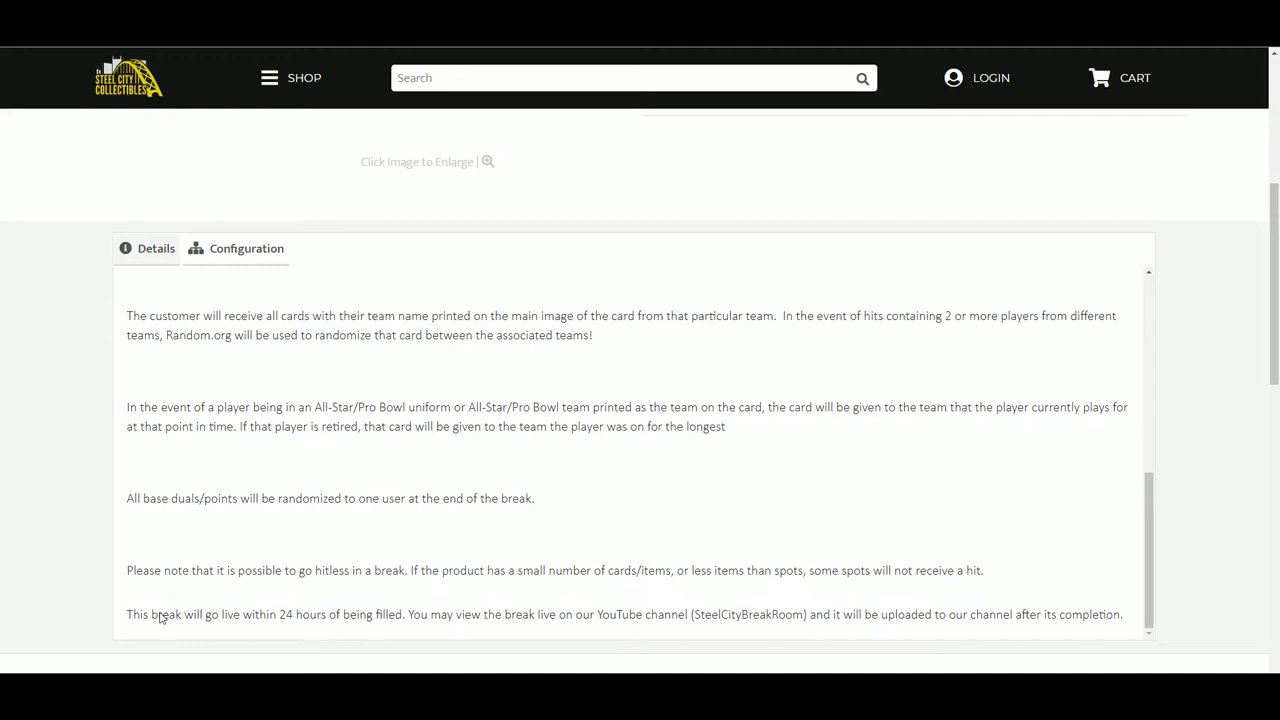 STEEL CITY
COLLECTIBLES
SHOP
Search
LOGIN
CART
Click Image to Enlarge |
Details
Configuration
The customer will receive all cards with their team name printed on the main image of the card from that particular team.  In the event of hits containing 2 or more players from different
teams, Random.org will be used to randomize that card between the associated teams!
In the event of a player being in an All-Star/Pro Bowl uniform or All-Star/Pro Bowl team printed as the team on the card, the card will be given to the team that the player currently plays for
at that point in time. If that player is retired, that card will be given to the team the player was on for the longest
All base duals/points will be randomized to one user at the end of the break.
Please note that it is possible to go hitless in a break. If the product has a small number of cards/items, or less items than spots, some spots will not receive a hit.
This break will go live within 24 hours of being filled. You may view the break live on our YouTube channel (SteelCityBreakRoom) and it will be uploaded to our channel after its completion.